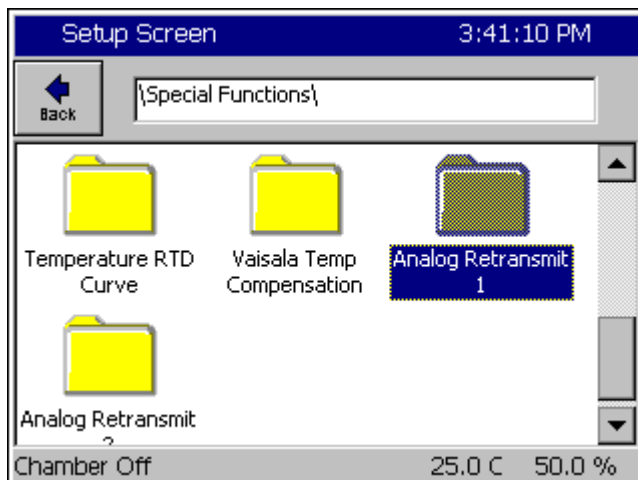 Setup Screen 3:41:10 PM
Back
\Special Functions\
Temperature RTD
Curve
Vaisala Temp
Compensation
Analog Retransmit
1
Analog Retransmit
Chamber Off 25.0 C 50.0 %